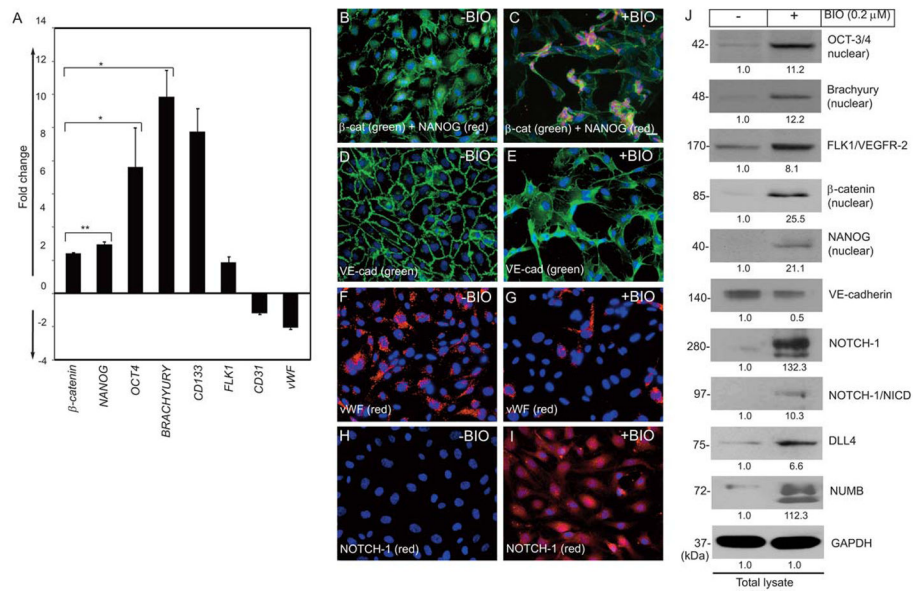 A
Fold change
14
12
10
8
6
4
2
0
-2
-4
*
*
**
β-catenin
NANOG
OCT4
BRACHYURY
CD133
FLK1
CD31
vWF
B
-BIO
β-cat (green) + NANOG (red)
C
+BIO
β-cat (green) + NANOG (red)
D
-BIO
VE-cad (green)
E
+BIO
VE-cad (green)
F
-BIO
vWF (red)
G
+BIO
vWF (red)
H
-BIO
NOTCH-1 (red)
I
+BIO
NOTCH-1 (red)
J
- + BIO (0.2 μM)
42- OCT-3/4
(nuclear)
1.0 11.2
48- Brachyury
(nuclear)
1.0 12.2
170- FLK1/VEGFR-2
1.0 8.1
85- β-catenin
(nuclear)
1.0 25.5
40- NANOG
(nuclear)
1.0 21.1
140- VE-cadherin
1.0 0.5
280- NOTCH-1
1.0 132.3
97- NOTCH-1/NICD
1.0 10.3
75- DLL4
1.0 6.6
72- NUMB
1.0 112.3
37- GAPDH
(kDa)
1.0 1.0
Total lysate